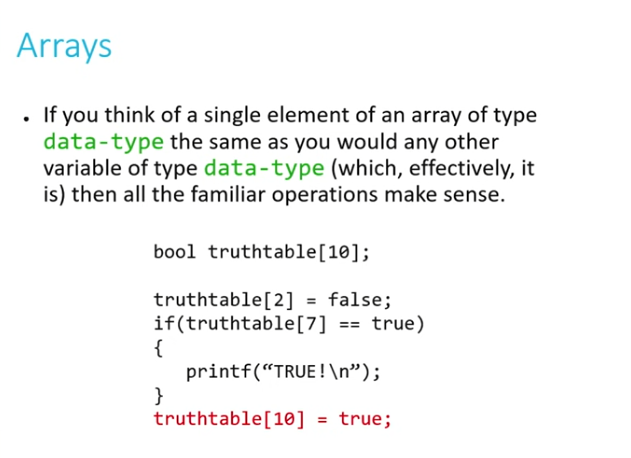 Arrays
• If you think of a single element of an array of type
data-type the same as you would any other
variable of type data-type (which, effectively, it
is) then all the familiar operations make sense.
bool truthtable[10];
truthtable[2] = false;
if(truthtable[7] == true)
{
printf(“TRUE!\n”);
}
truthtable[10] = true;